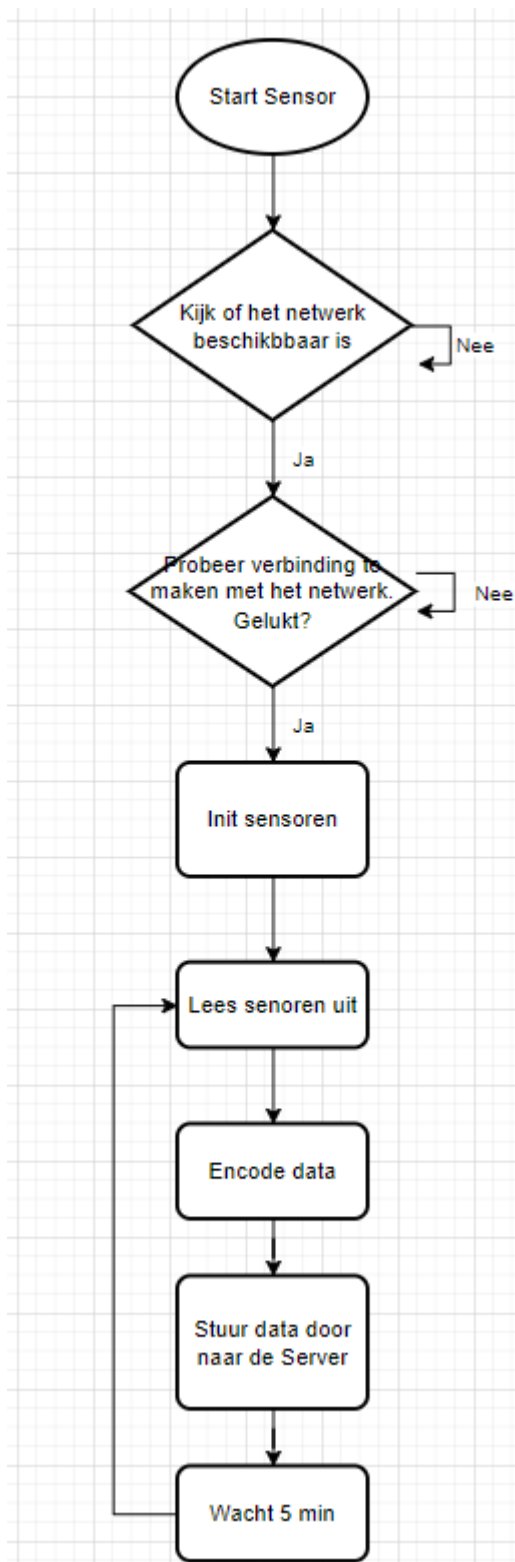 Start Sensor
Kijk of het netwerk
beschikbbaar is
Nee
Ja
Probeer verbinding te
maken met het netwerk.
Gelukt?
Nee
Ja
Init sensoren
Lees senoren uit
Encode data
Stuur data door
naar de Server
Wacht 5 min